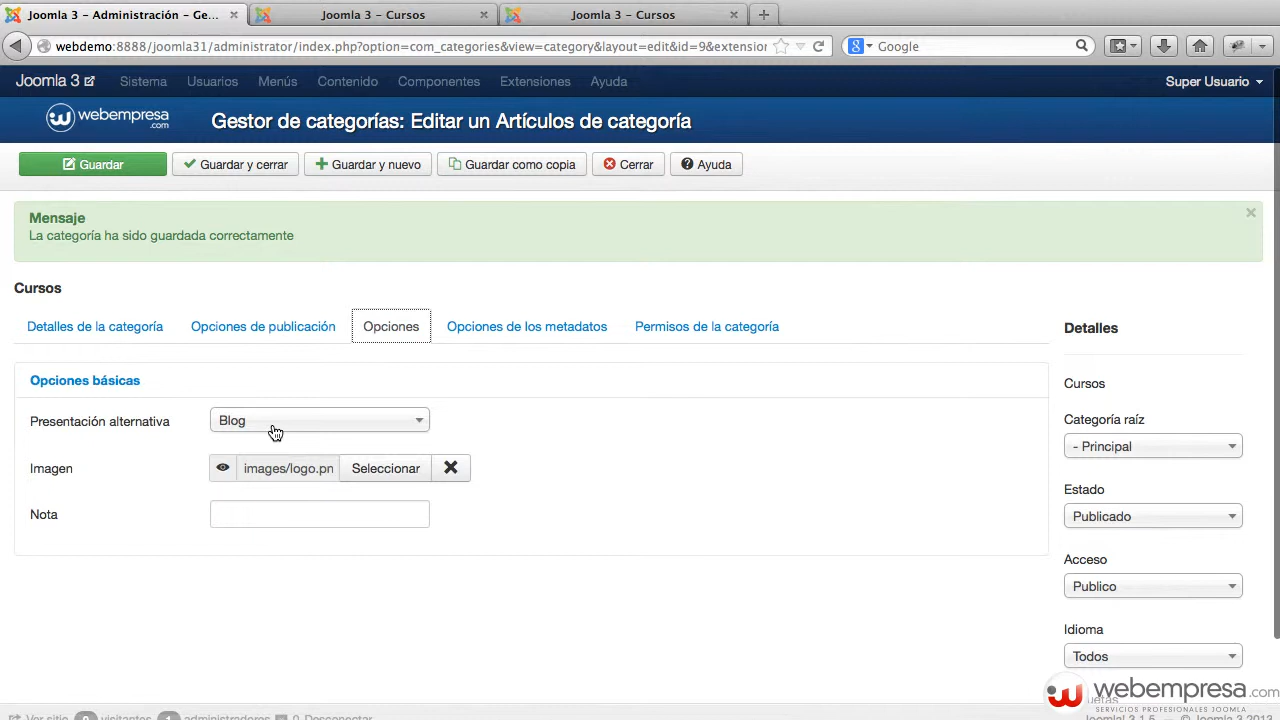 Joomla 3 - Administración - Ge...
Joomla 3 - Cursos
Joomla 3 - Cursos
webdemo:8888/Joomla31/administrator/index.php?option=com_categories&view=category&layout=edit&id=9&extension
Google
Joomla 3
Sistema
Usuarios
Menús
Contenido
Componentes
Extensiones
Ayuda
Super Usuario
webempresa
.com
Gestor de categorías: Editar un Artículos de categoría
Guardar
Guardar y cerrar
Guardar y nuevo
Guardar como copia
Cerrar
Ayuda
Mensaje
La categoría ha sido guardada correctamente
Cursos
Detalles de la categoría
Opciones de publicación
Opciones
Opciones de los metadatos
Permisos de la categoría
Detalles
Opciones básicas
Cursos
Presentación alternativa
Blog
Categoría raíz
- Principal
Imagen
images/logo.pn
Seleccionar
Estado
Nota
Publicado
Acceso
Publico
Idioma
Todos
webempresa.com
SERVICIOS PROFESIONALES JOOMLA
Ver sitio
0 visitantes
1 administradores
0 Desconectar
Joomla! 3.1.5 — © Joomla 3 2013